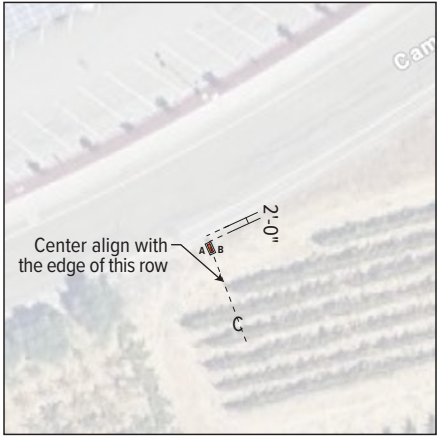 Cam
2'-0"
A B
Center align with
the edge of this row
C